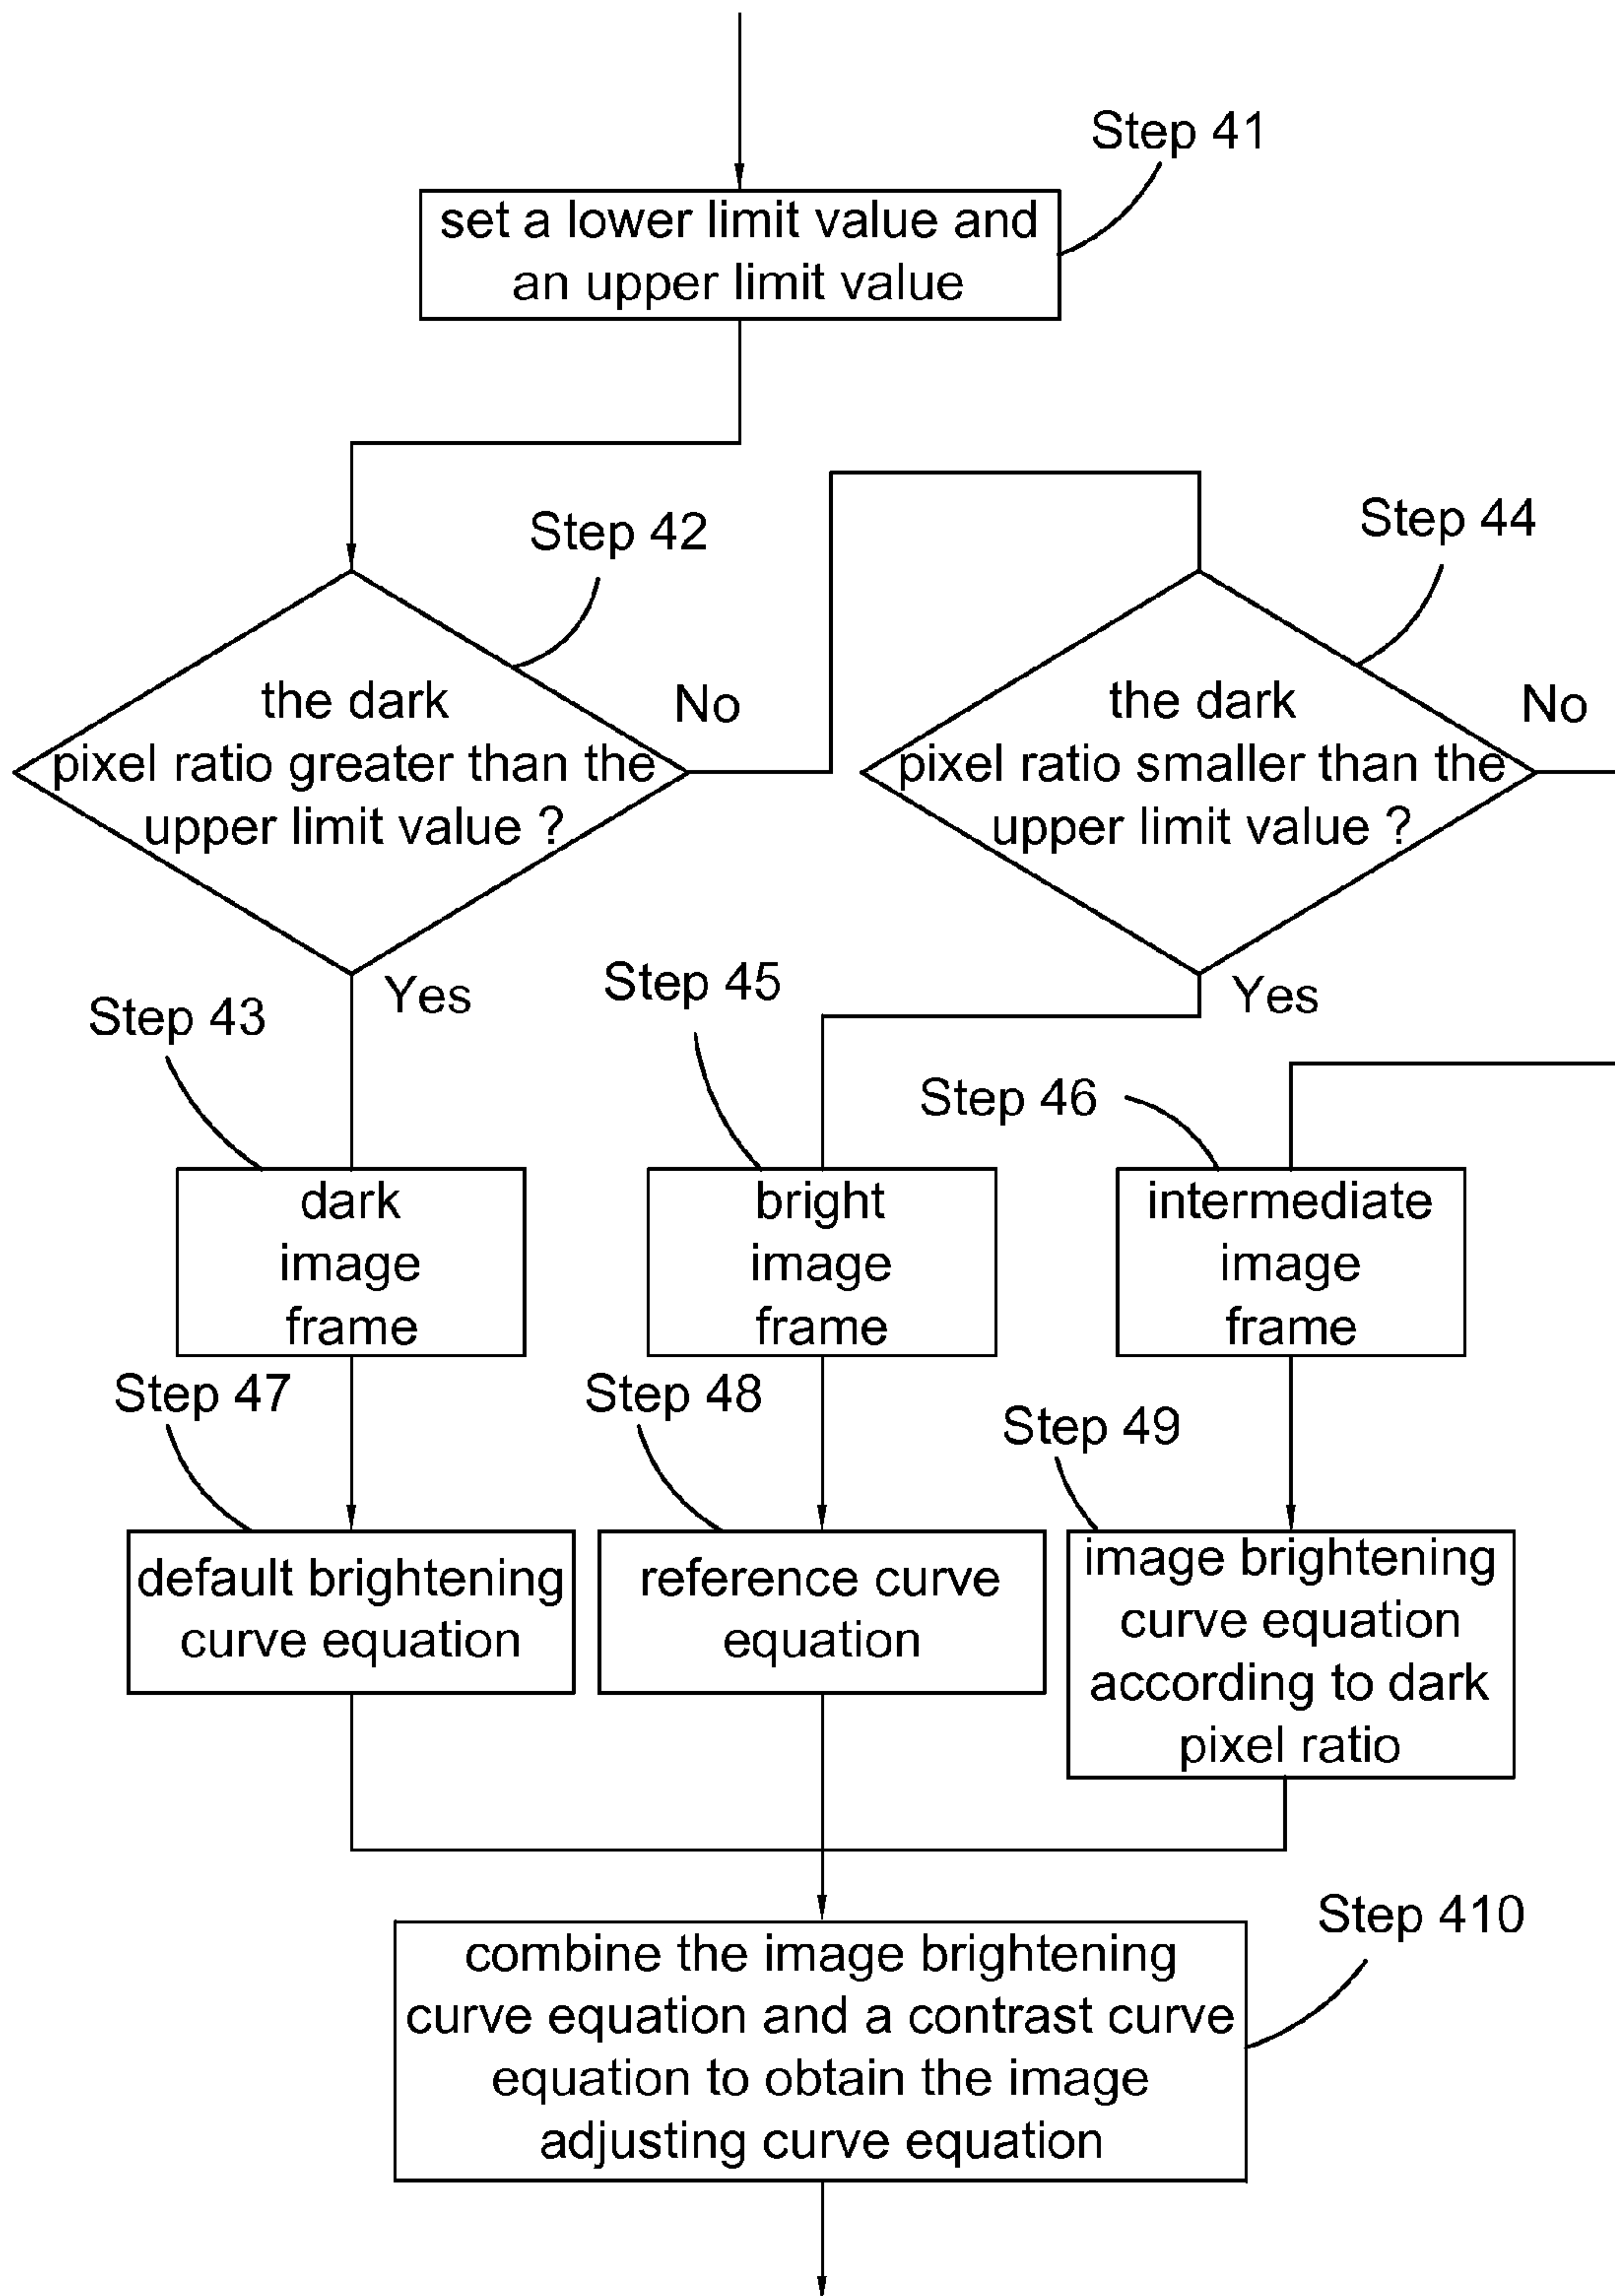 Step 41
set a lower limit value and
an upper limit value
Step 42
the dark
pixel ratio greater than the
upper limit value ?
No
Yes
Step 44
the dark
pixel ratio smaller than the
upper limit value ?
No
Yes
Step 43
dark
image
frame
Step 45
bright
image
frame
Step 46
intermediate
image
frame
Step 47
default brightening
curve equation
Step 48
reference curve
equation
Step 49
image brightening
curve equation
according to dark
pixel ratio
Step 410
combine the image brightening
curve equation and a contrast curve
equation to obtain the image
adjusting curve equation